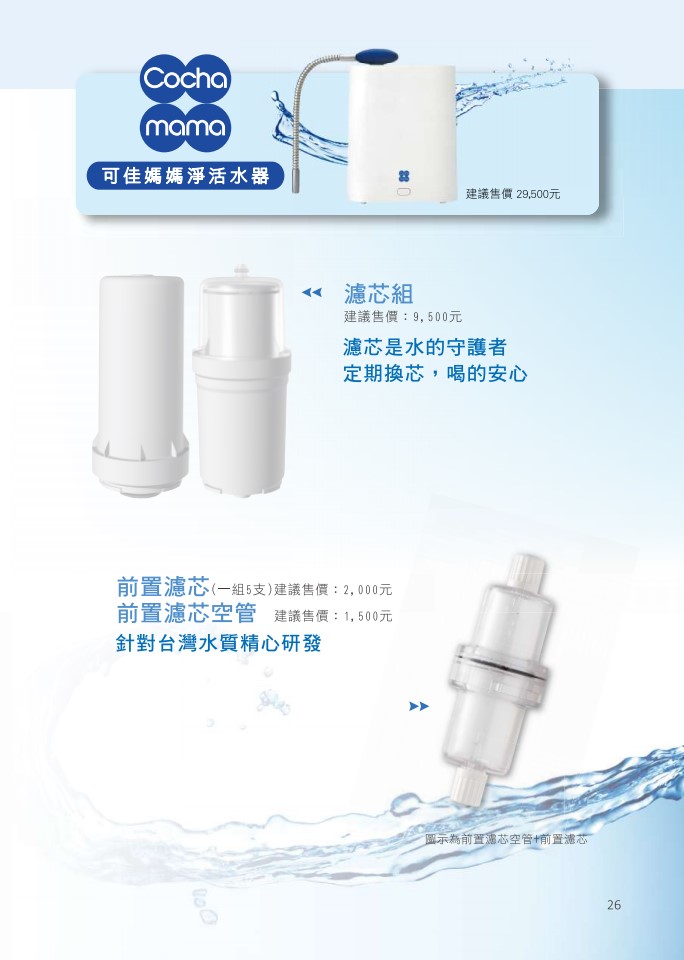 Cocha
mama
可佳媽媽淨活水器
建議售價 29,500元
濾芯組
建議售價：9,500元
濾芯是水的守護者
定期換芯，喝的安心
前置濾芯(一組5支)建議售價：2,000元
前置濾芯空管 建議售價：1,500元
針對台灣水質精心研發
圖示為前置濾芯空管+前置濾芯
26